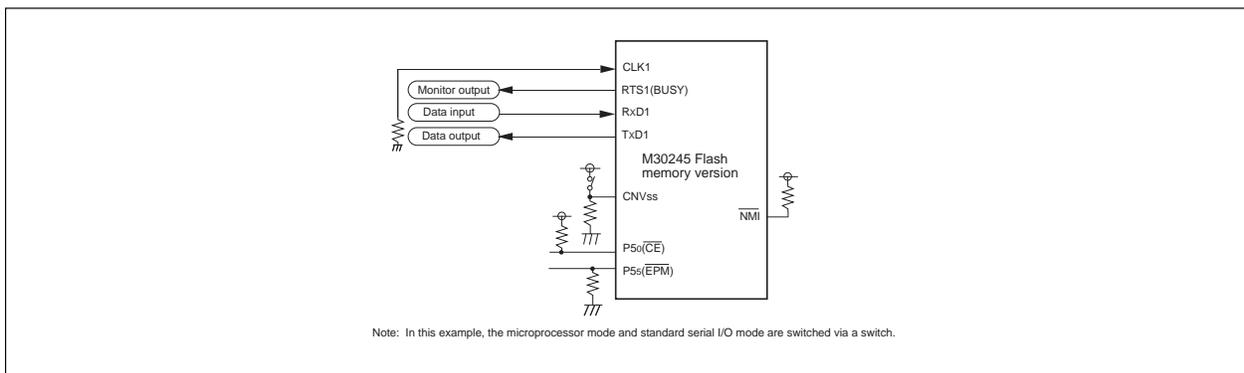 CLK1
Monitor output
RTS1(BUSY)
Data input
RxD1
Data output
TxD1
M30245 Flash
memory version
CNVss
NMI
P50(CE)
P55(EPM)
Note: In this example, the microprocessor mode and standard serial I/O mode are switched via a switch.